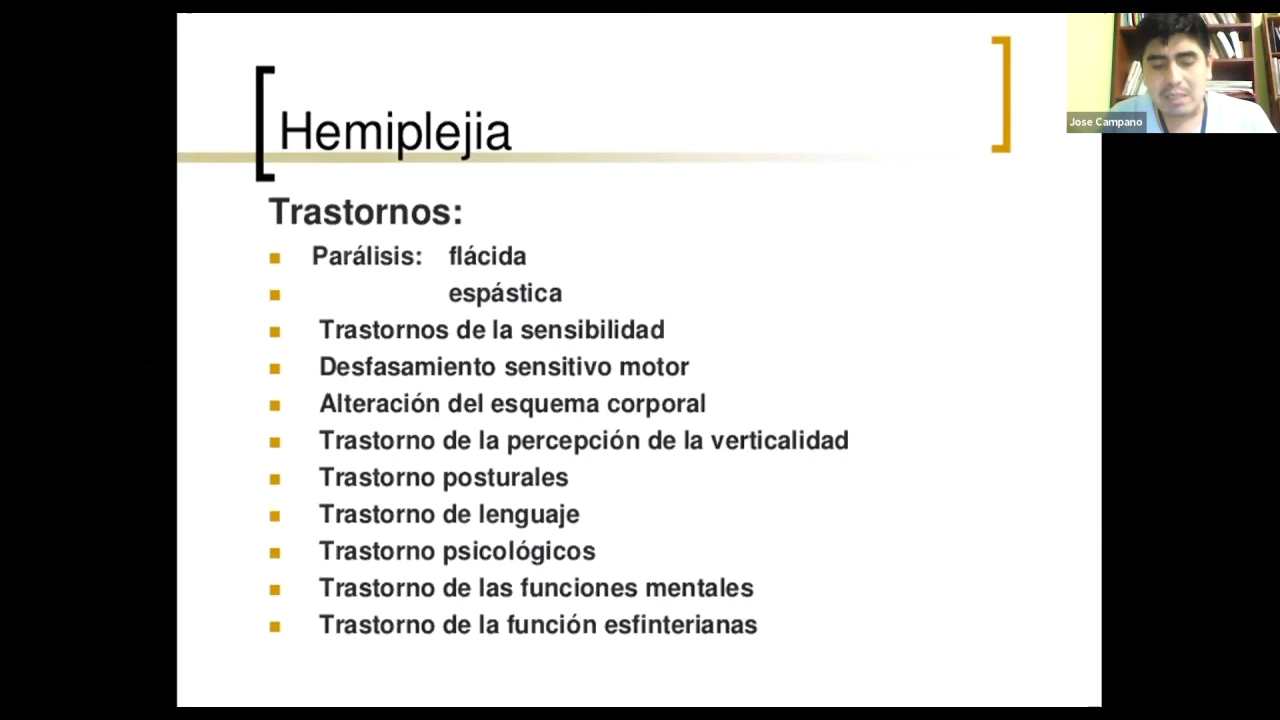 Hemiplejia
Jose Campano
Trastornos:
Parálisis: flácida
espástica
Trastornos de la sensibilidad
Desfasamiento sensitivo motor
Alteración del esquema corporal
Trastorno de la percepción de la verticalidad
Trastorno posturales
Trastorno de lenguaje
Trastorno psicológicos
Trastorno de las funciones mentales
Trastorno de la función esfinterianas